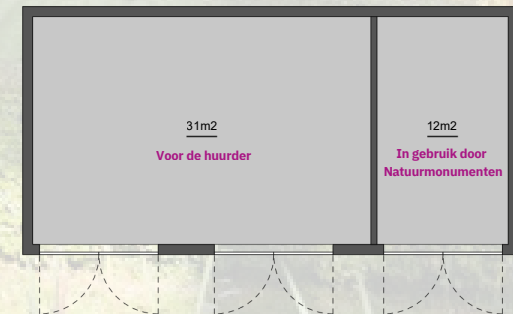 31m2
Voor de huurder
12m2
In gebruik door
Natuurmonumenten